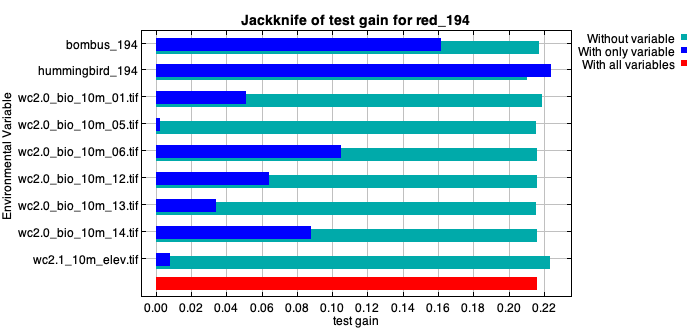 Jackknife of test gain for red_194
Without variable
With only variable
With all variables
Environmental Variable
bombus_194
hummingbird_194
wc2.0_bio_10m_01.tif
wc2.0_bio_10m_05.tif
wc2.0_bio_10m_06.tif
wc2.0_bio_10m_12.tif
wc2.0_bio_10m_13.tif
wc2.0_bio_10m_14.tif
wc2.1_10m_elev.tif
0.00 0.02 0.04 0.06 0.08 0.10 0.12 0.14 0.16 0.18 0.20 0.22
test gain